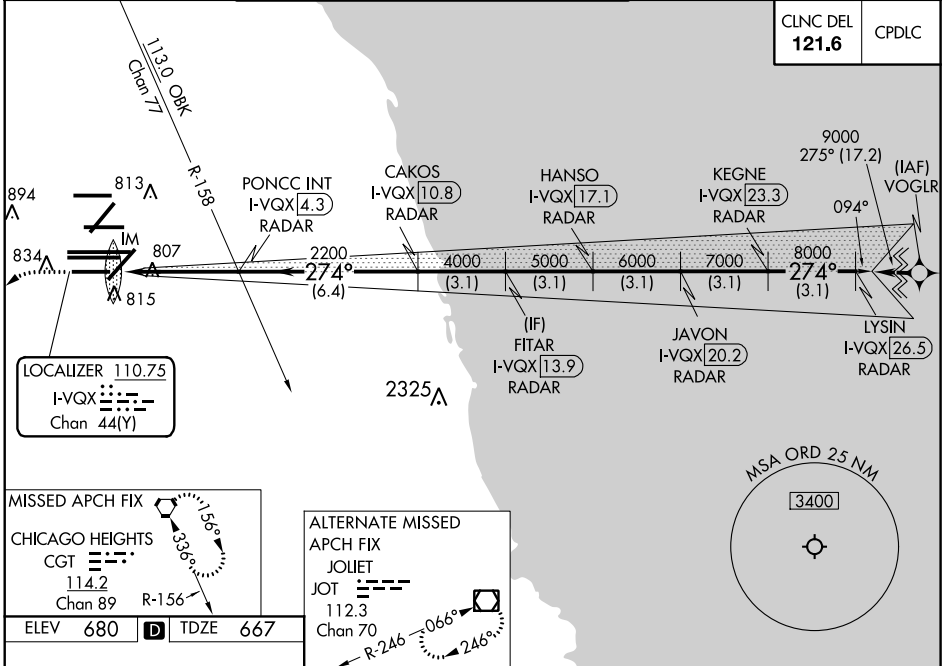 CLNC DEL
121.6
CPDLC
113.0 OBK
Chan 77
R-158
9000
275° (17.2)
(IAF)
VOGLR
094°
894
813
PONCC INT
I-VQX 4.3
RADAR
CAKOS
I-VQX 10.8
RADAR
HANSO
I-VQX 17.1
RADAR
KEGNE
I-VQX 23.3
RADAR
IM
834
807
815
2200
274°
(6.4)
4000
(3.1)
5000
(3.1)
6000
(3.1)
7000
(3.1)
8000
274°
(3.1)
(IF)
FITAR
I-VQX 13.9
RADAR
JAVON
I-VQX 20.2
RADAR
LYSIN
I-VQX 26.5
RADAR
LOCALIZER 110.75
I-VQX
Chan 44(Y)
2325
MSA ORD 25 NM
3400
MISSED APCH FIX
CHICAGO HEIGHTS
CGT
114.2
Chan 89
R-156
336°
156°
ALTERNATE MISSED
APCH FIX
JOLIET
JOT
112.3
Chan 70
R-246
066°
246°
ELEV 680 D TDZE 667